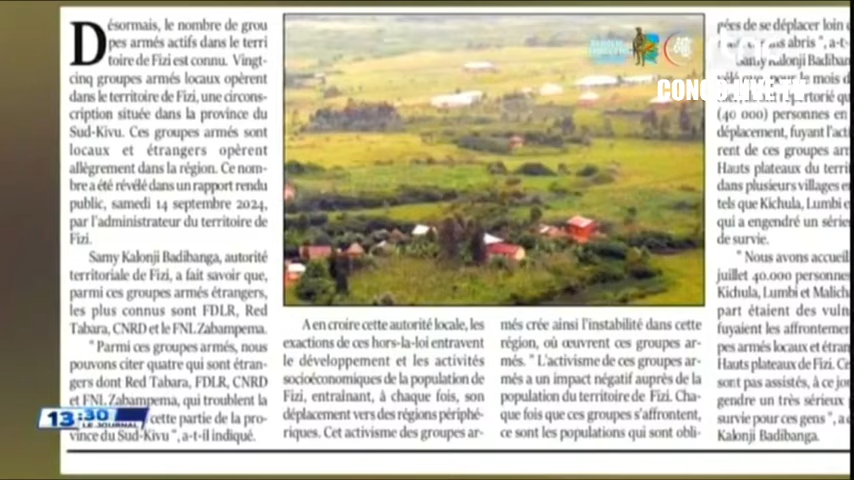 Désormais, le nombre de grou
pes armés actifs dans le terri
toire de Fizi est connu. Vingt-
cinq groupes armés locaux opèrent
dans le territoire de Fizi, une circons-
cription située dans la province du
Sud-Kivu. Ces groupes armés sont
locaux et étrangers opèrent
allègrement dans la région. Ce nom-
bre a été révélé dans un rapport rendu
public, samedi 14 septembre 2024,
par l'administrateur du territoire de
Fizi.
Samy Kalonji Badibanga, autorité
territoriale de Fizi, a fait savoir que,
parmi ces groupes armés étrangers,
les plus connus sont FDLR, Red
Tabara, CNRD et le FNL Zabampema.
" Parmi ces groupes armés, nous
pouvons citer quatre qui sont étran-
gers dont Red Tabara, FDLR, CNRD
et FNL Zabampema, qui troublent la
cette partie de la pro-
vince du Sud-Kivu ", a-t-il indiqué.
A en croire cette autorité locale, les
exactions de ces hors-la-loi entravent
le développement et les activités
socioéconomiques de la population de
Fizi, entraînant, à chaque fois, son
déplacement vers des régions périphé-
riques. Cet activisme des groupes ar-
més crée ainsi l'instabilité dans cette
région, où œuvrent ces groupes ar-
més. " L'activisme de ces groupes ar-
més a un impact négatif auprès de la
population du territoire de Fizi. Cha-
que fois que ces groupes s'affrontent,
ce sont les populations qui sont obli-
pées de se déplacer loin
abris ", a-t-
Samy Kalonji Badiban
mois d
(40 000) personnes en
déplacement, fuyant l'acti
rent de ces groupes arm
Hauts plateaux du territ
dans plusieurs villages en
tels que Kichula, Lumbi e
qui a engendré un série
de survie.
" Nous avons accueil
juillet 40.000 personne
Kichula, Lumbi et Malich
part étaient des vuln
fuyaient les affrontemen
pes armés locaux et étran
Hauts plateaux de Fizi. Ce
sont pas assistés, à ce jou
gendre un très sérieux
survie pour ces gens ", a
Kalonji Badibanga.
13:30
LE JOURNAL